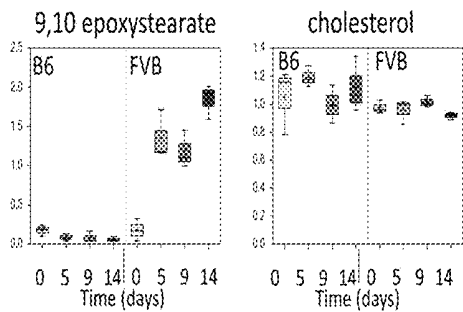 9,10 epoxystearate
cholesterol
B6
FVB
2.5
2.0
1.5
1.0
0.5
0.0
0 5 9 14 0 5 9 14
Time (days)
B6
FVB
1.4
1.2
1.0
0.8
0.6
0.4
0.2
0.0
0 5 9 14 0 5 9 14
Time (days)